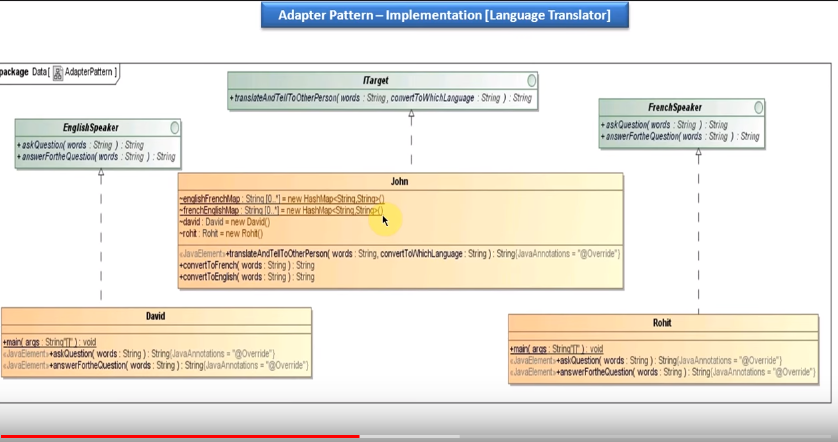 Adapter Pattern – Implementation [Language Translator]
package Data[ AdapterPattern ]
ITarget
+translateAndTellToOtherPerson( words : String, convertToWhichLanguage : String ) : String
EnglishSpeaker
+askQuestion( words : String ) : String
+answerFortheQuestion( words : String ) : String
FrenchSpeaker
+askQuestion( words : String ) : String
+answerFortheQuestion( words : String ) : String
John
~englishFrenchMap : String [0..*] = new HashMap<String,String>()
~frenchEnglishMap : String [0..*] = new HashMap<String,String>()
~david : David = new David()
~rohit : Rohit = new Rohit()
«JavaElement»+translateAndTellToOtherPerson( words : String, convertToWhichLanguage : String ) : String{JavaAnnotations = "@Override"}
+convertToFrench( words : String ) : String
+convertToEnglish( words : String ) : String
David
+main( args : String"[]" ) : void
«JavaElement»+askQuestion( words : String ) : String{JavaAnnotations = "@Override"}
«JavaElement»+answerFortheQuestion( words : String ) : String{JavaAnnotations = "@Override"}
Rohit
+main( args : String"[]" ) : void
«JavaElement»+askQuestion( words : String ) : String{JavaAnnotations = "@Override"}
«JavaElement»+answerFortheQuestion( words : String ) : String{JavaAnnotations = "@Override"}